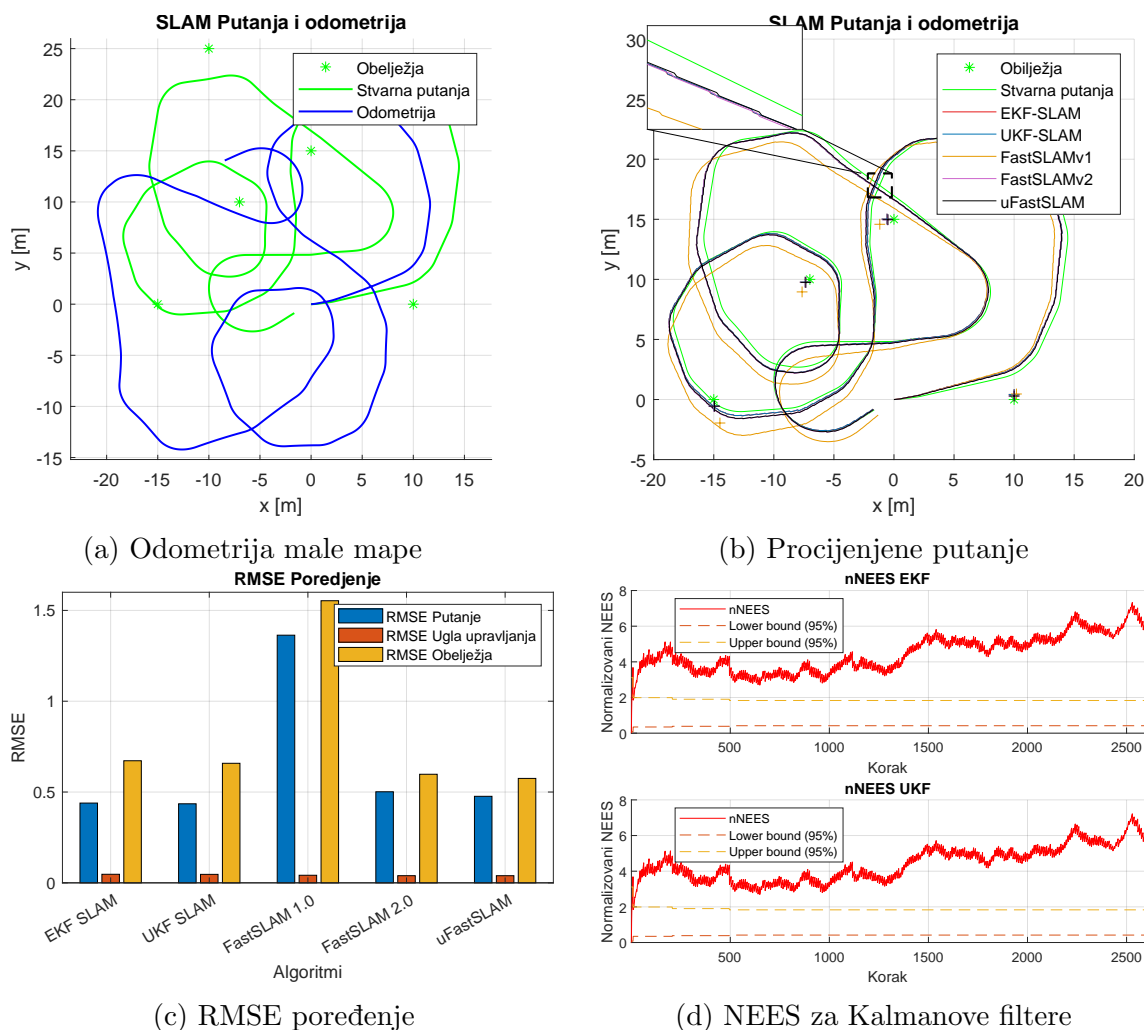 SLAM Putanja i odometrija
25
20
15
10
5
0
-5
-10
-15
y [m]
-20
-15
-10
-5
0
5
10
15
x [m]
Obelježja
Stvarna putanja
Odometrija
(a) Odometrija male mape
SLAM Putanja i odometrija
30
25
20
15
10
5
0
-5
y [m]
-20
-15
-10
-5
0
5
10
15
20
x [m]
Obilježja
Stvarna putanja
EKF-SLAM
UKF-SLAM
FastSLAMv1
FastSLAMv2
uFastSLAM
(b) Procijenjene putanje
RMSE Poredjenje
1.5
1
0.5
0
RMSE
RMSE Putanje
RMSE Ugla upravljanja
RMSE Obelježja
EKF SLAM
UKF SLAM
FastSLAM 1.0
FastSLAM 2.0
uFastSLAM
Algoritmi
(c) RMSE poređenje
nNEES EKF
8
6
4
2
0
Normalizovani NEES
nNEES
Lower bound (95%)
Upper bound (95%)
500
1000
1500
2000
2500
Korak
nNEES UKF
8
6
4
2
0
Normalizovani NEES
nNEES
Lower bound (95%)
Upper bound (95%)
500
1000
1500
2000
2500
Korak
(d) NEES za Kalmanove filtere